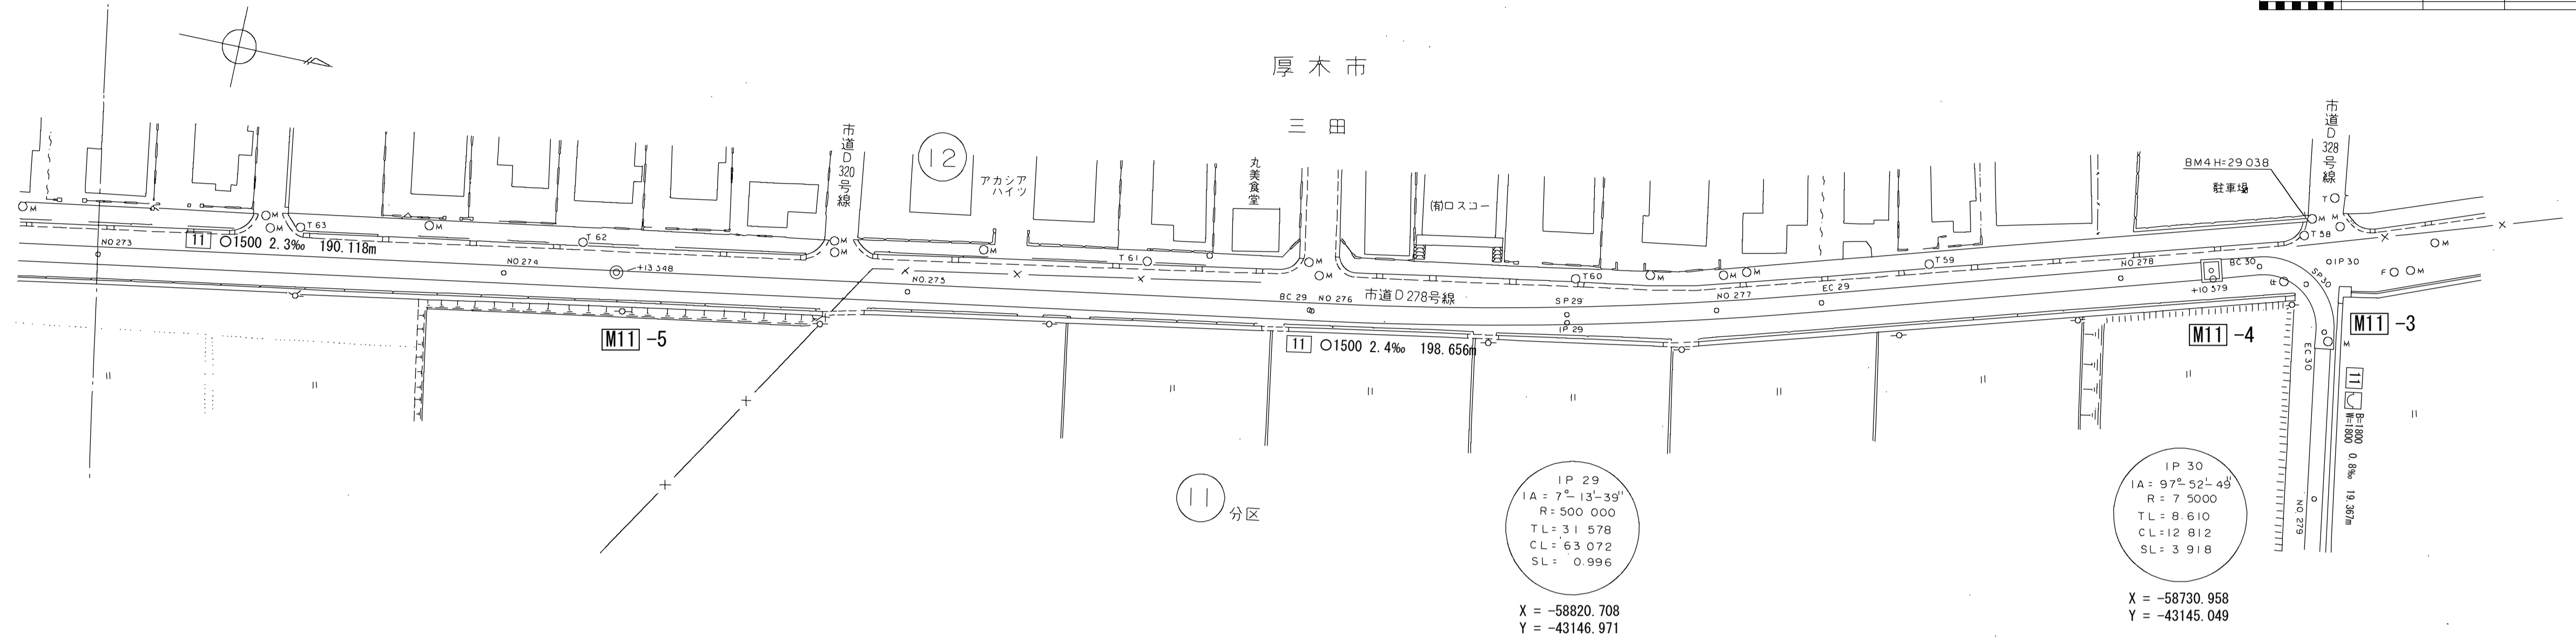 厚木市
三田
市道D320号線
12
アカシア
ハイツ
丸美食堂
(有)ロスコー
BM4 H=29 038
駐車場
市道D328号線
T
M
M
M
M
T 63
M
T 62
M
M
M
T 61
M
M
T 60
M
M
M
T 59
M
M
T 58
M
F
M
NO 273
11 ○1500 2.3‰ 190.118m
NO 274
+13 348
NO.275
BC 29
NO 276
市道D278号線
SP 29
IP 29
NO 277
EC 29
NO 278
+10 579
BC 30
IP 30
SP 30
EC 30
M
NO. 279
M11 -5
11 ○1500 2.4‰ 198.656m
M11 -4
M11 -3
11
B=1800
W=1800 0.8‰ 19.367m
11 分区
IP 29
IA = 7°-13'-39"
R = 500 000
TL = 31 578
CL = 63 072
SL = 0.996
X = -58820.708
Y = -43146.971
IP 30
IA = 97°-52'-49"
R = 7 5000
TL = 8.610
CL = 12 812
SL = 3 918
X = -58730.958
Y = -43145.049